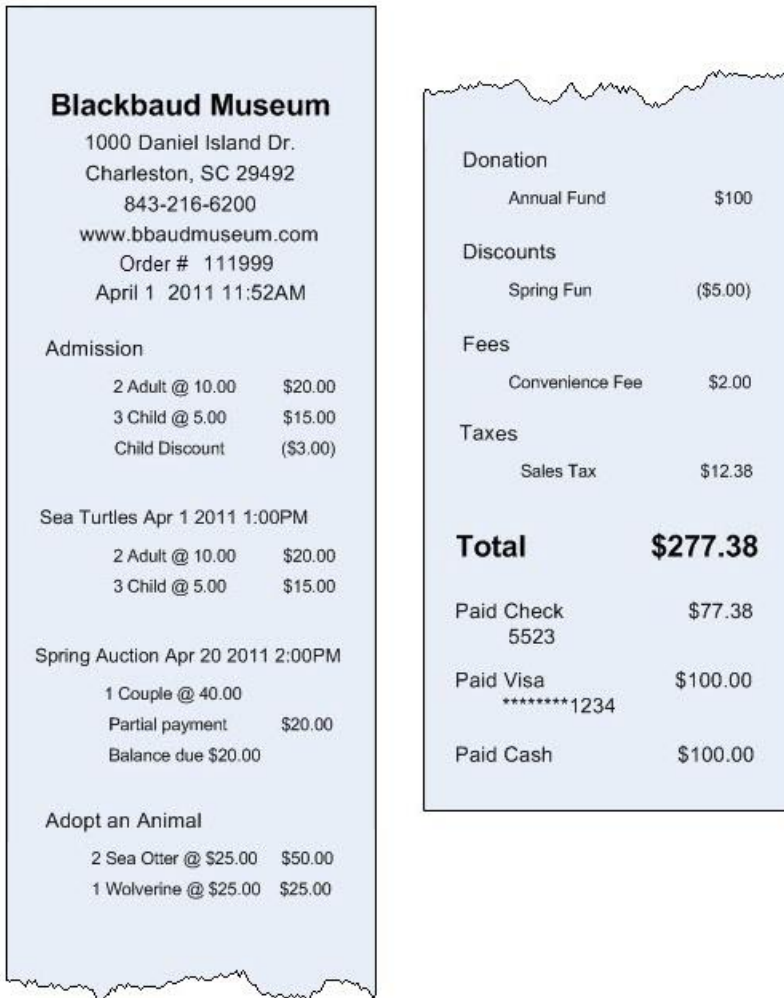 Blackbaud Museum
1000 Daniel Island Dr.
Charleston, SC 29492
843-216-6200
www.bbaudmuseum.com
Order # 111999
April 1 2011 11:52AM
Admission
2 Adult @ 10.00 $20.00
3 Child @ 5.00 $15.00
Child Discount ($3.00)
Sea Turtles Apr 1 2011 1:00PM
2 Adult @ 10.00 $20.00
3 Child @ 5.00 $15.00
Spring Auction Apr 20 2011 2:00PM
1 Couple @ 40.00
Partial payment $20.00
Balance due $20.00
Adopt an Animal
2 Sea Otter @ $25.00 $50.00
1 Wolverine @ $25.00 $25.00
Donation
Annual Fund $100
Discounts
Spring Fun ($5.00)
Fees
Convenience Fee $2.00
Taxes
Sales Tax $12.38
Total $277.38
Paid Check $77.38
5523
Paid Visa $100.00
********1234
Paid Cash $100.00